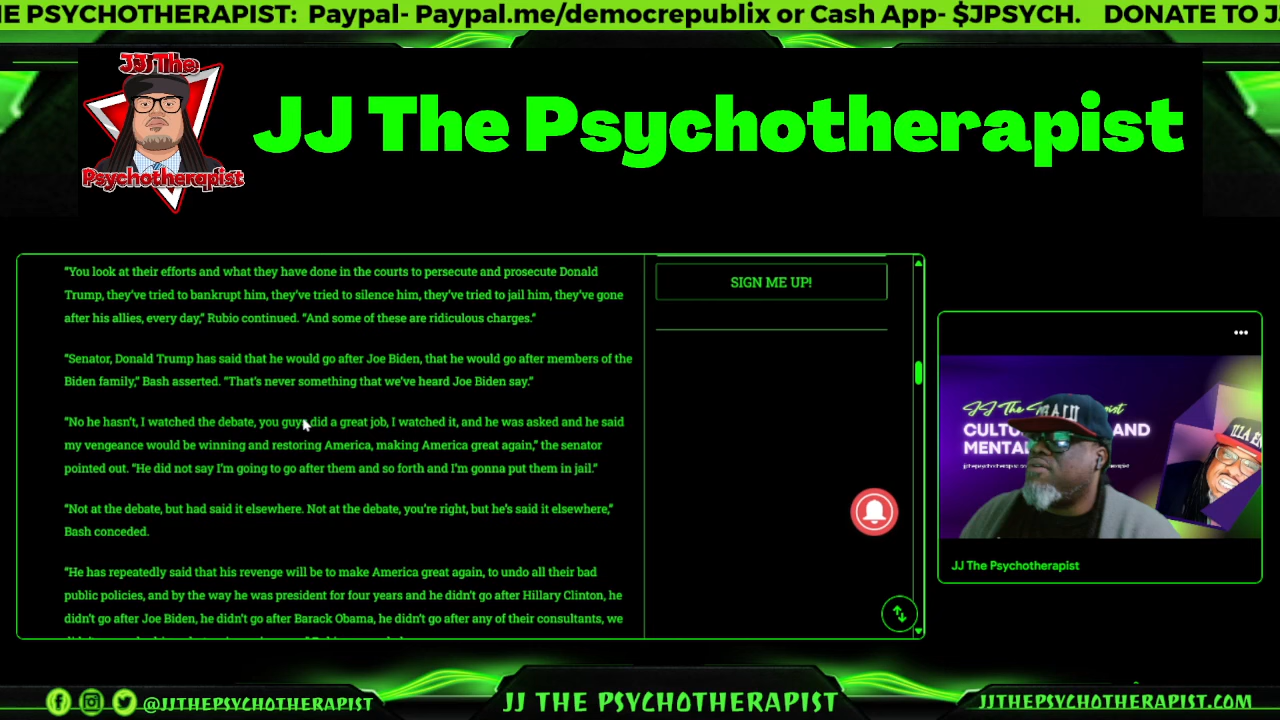 E PSYCHOTHERAPIST: Paypal- Paypal.me/democrepublix or Cash App- $JPSYCH. DONATE TO J
JJ The
Psychotherapist
JJ The Psychotherapist
"You look at their efforts and what they have done in the courts to persecute and prosecute Donald
Trump, they've tried to bankrupt him, they've tried to silence him, they've tried to jail him, they've gone
after his allies, every day," Rubio continued. "And some of these are ridiculous charges."
"Senator, Donald Trump has said that he would go after Joe Biden, that he would go after members of the
Biden family," Bash asserted. "That's never something that we've heard Joe Biden say."
"No he hasn't, I watched the debate, you guys did a great job, I watched it, and he was asked and he said
my vengeance would be winning and restoring America, making America great again," the senator
pointed out. "He did not say I'm going to go after them and so forth and I'm gonna put them in jail."
"Not at the debate, but had said it elsewhere. Not at the debate, you're right, but he's said it elsewhere,"
Bash conceded.
"He has repeatedly said that his revenge will be to make America great again, to undo all their bad
public policies, and by the way he was president for four years and he didn't go after Hillary Clinton, he
didn't go after Joe Biden, he didn't go after Barack Obama, he didn't go after any of their consultants, we
SIGN ME UP!
JJ The
AND
MENTAL
JJ The Psychotherapist
@JJTHEPSYCHOTHERAPIST
JJ THE PSYCHOTHERAPIST
JJTHEPSYCHOTHERAPIST.COM